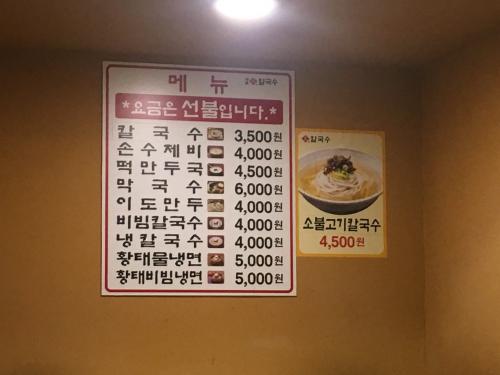 메뉴 칼국수
*요금은 선불입니다.*
칼국수 3,500원
손수제비 4,000원
떡만두국 4,500원
막국수 6,000원
이도만두 4,000원
비빔칼국수 4,000원
냉칼국수 4,000원
황태물냉면 5,000원
황태비빔냉면 5,000원
칼국수
소불고기칼국수
4,500원